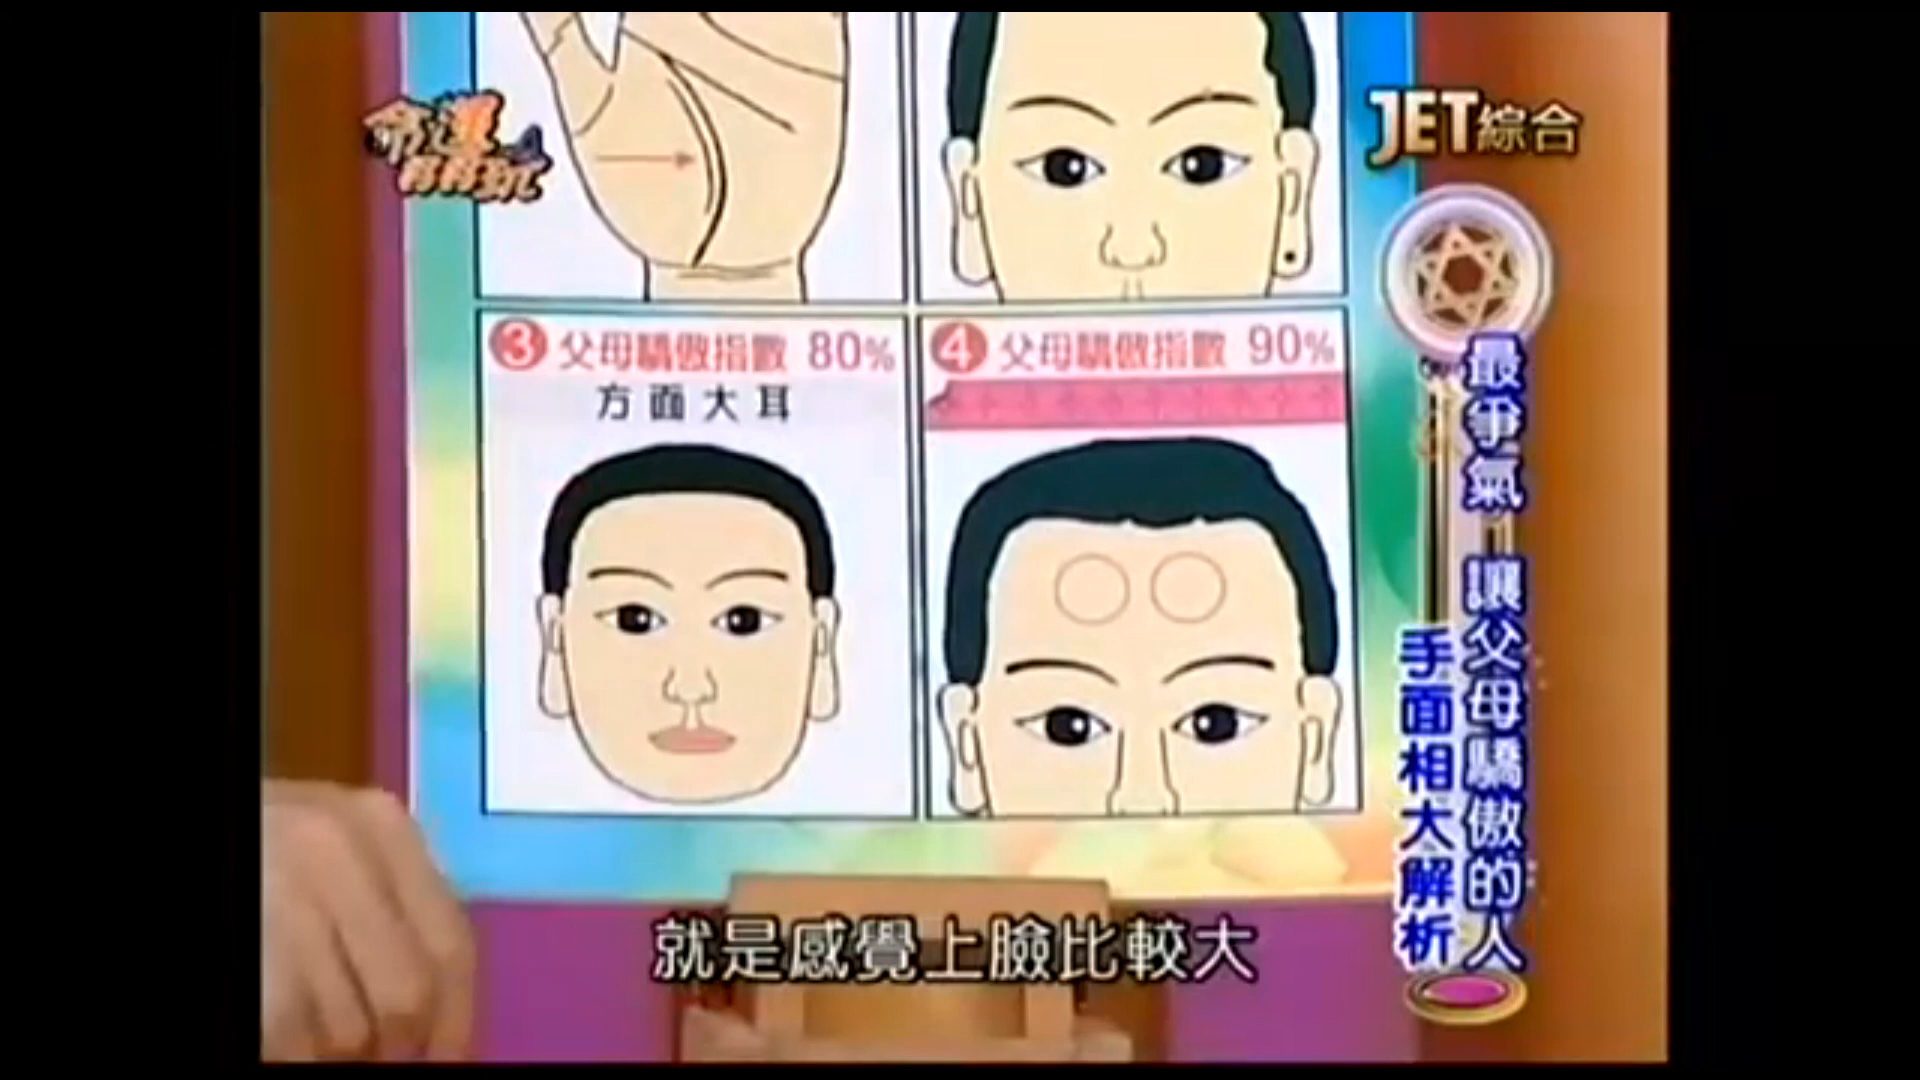 命運
好好玩
JET綜合
③ 父母驕傲指數 80%
方面大耳
④ 父母驕傲指數 90%
最爭氣 讓父母驕傲的人
手面相大解析
就是感覺上臉比較大